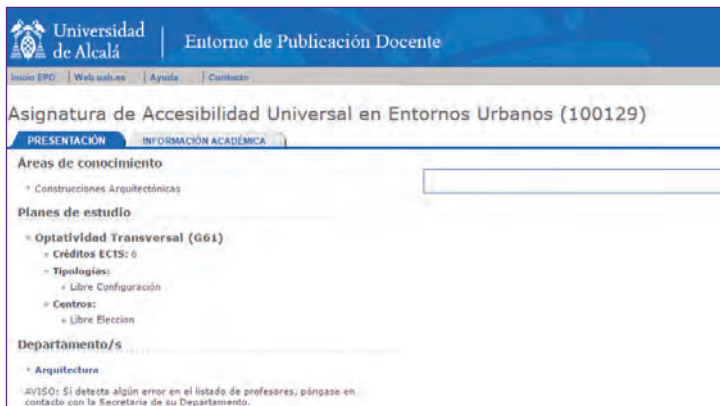 Universidad
de Alcalá
Entorno de Publicación Docente
Inicio EPD | Web uah.es | Ayuda | Contacto
Asignatura de Accesibilidad Universal en Entornos Urbanos (100129)
PRESENTACIÓN INFORMACIÓN ACADÉMICA
Áreas de conocimiento
Construcciones Arquitectónicas
Planes de estudio
Optatividad Transversal (G61)
Créditos ECTS: 6
Tipologías:
Libre Configuración
Centros:
Libre Eleccion
Departamento/s
Arquitectura
AVISO: Si detecta algún error en el listado de profesores, póngase en
contacto con la Secretaria de su Departamento.